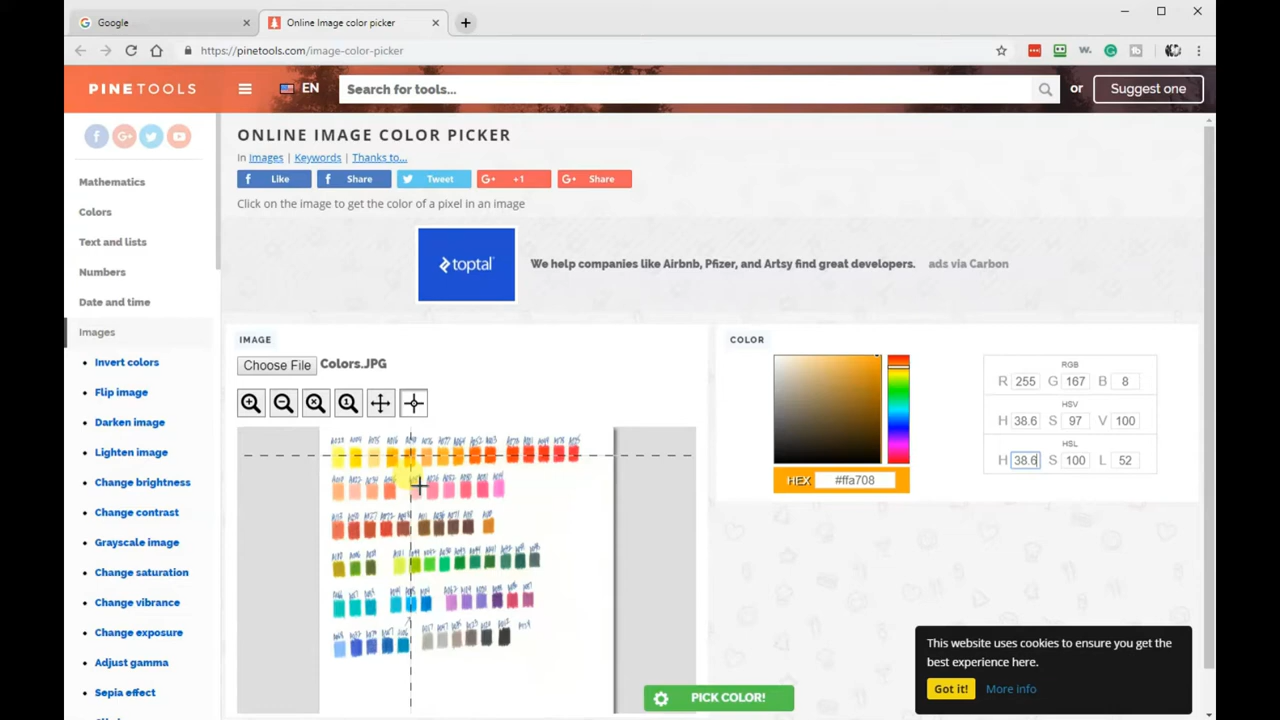 Google
Online Image color picker
https://pinetools.com/image-color-picker
PINETOOLS
EN
Search for tools...
or
Suggest one
Mathematics
Colors
Text and lists
Numbers
Date and time
Images
Invert colors
Flip image
Darken image
Lighten image
Change brightness
Change contrast
Grayscale image
Change saturation
Change vibrance
Change exposure
Adjust gamma
Sepia effect
ONLINE IMAGE COLOR PICKER
In Images | Keywords | Thanks to...
Like
Share
Tweet
G+ +1
G+ Share
Click on the image to get the color of a pixel in an image
toptal
We help companies like Airbnb, Pfizer, and Artsy find great developers. ads via Carbon
IMAGE
Choose File Colors.JPG
COLOR
RGB
R 255 G 167 B 8
HSV
H 38.6 S 97 V 100
HSL
H 38.6 S 100 L 52
HEX #ffa708
PICK COLOR!
This website uses cookies to ensure you get the
best experience here.
Got it! More info